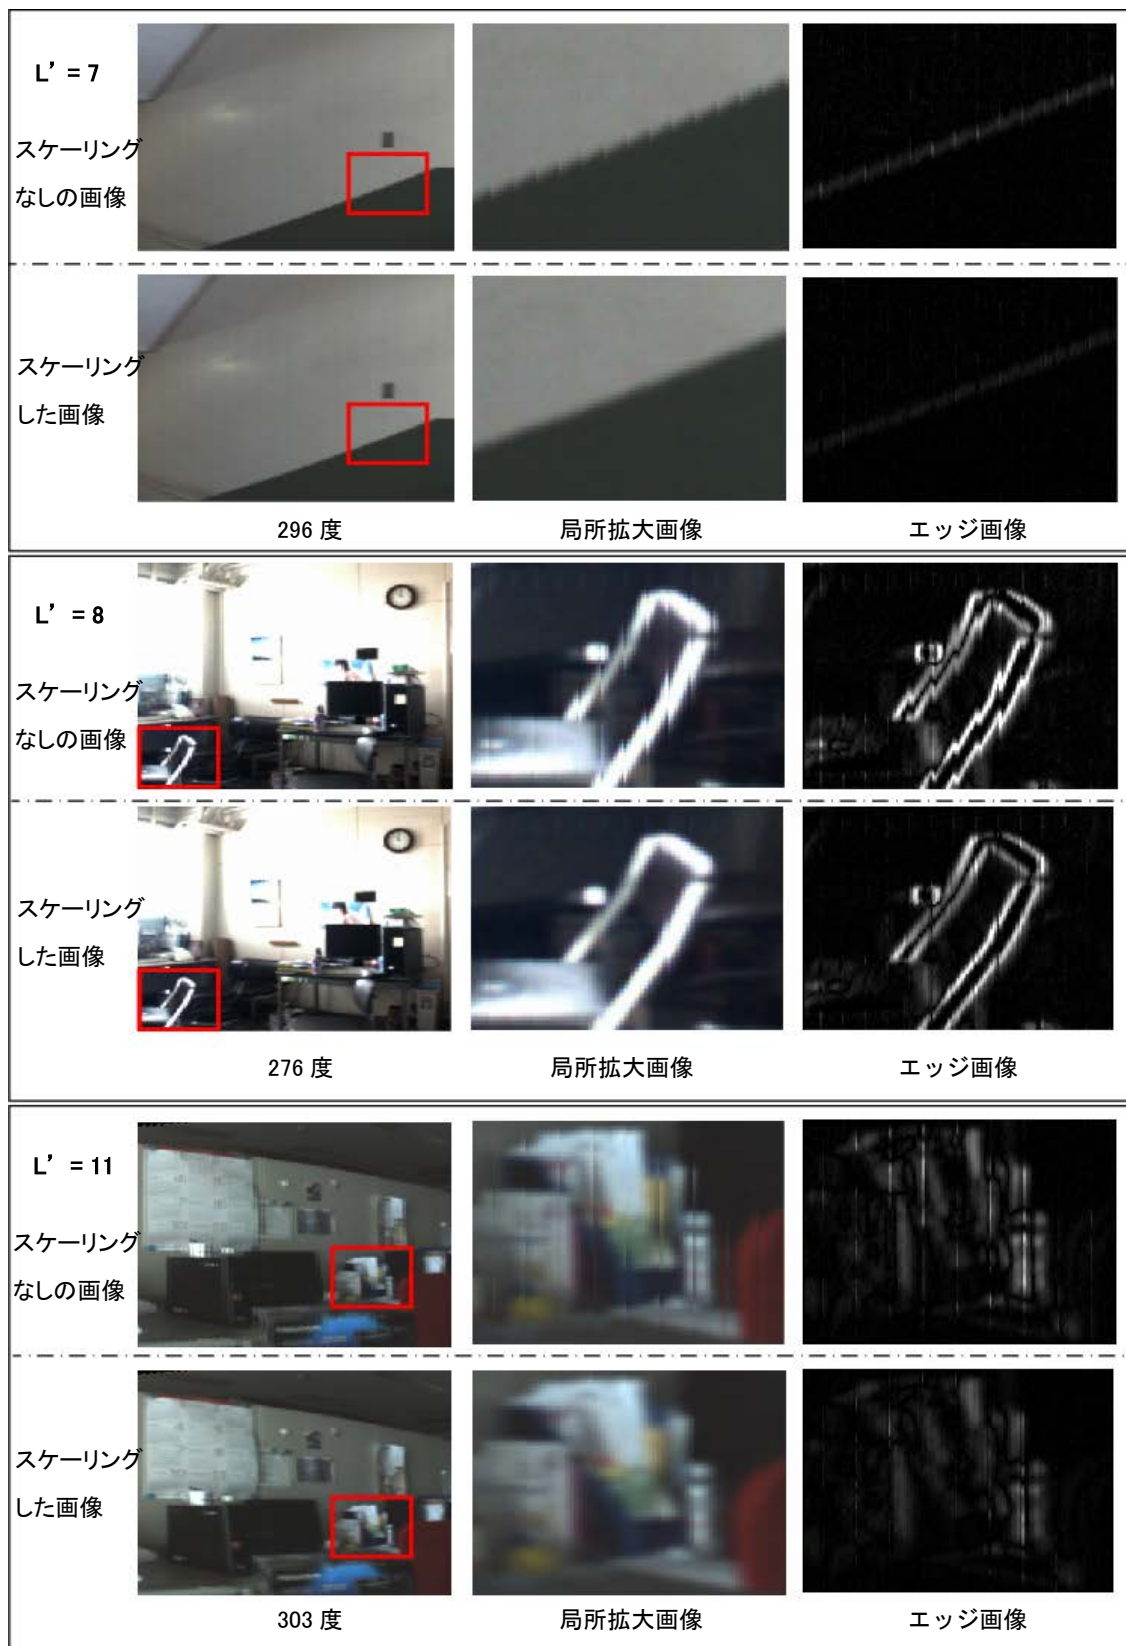 L’ = 7
スケーリング
なしの画像
スケーリング
した画像
296 度
局所拡大画像
エッジ画像
L’ = 8
スケーリング
なしの画像
スケーリング
した画像
276 度
局所拡大画像
エッジ画像
L’ = 11
スケーリング
なしの画像
スケーリング
した画像
303 度
局所拡大画像
エッジ画像